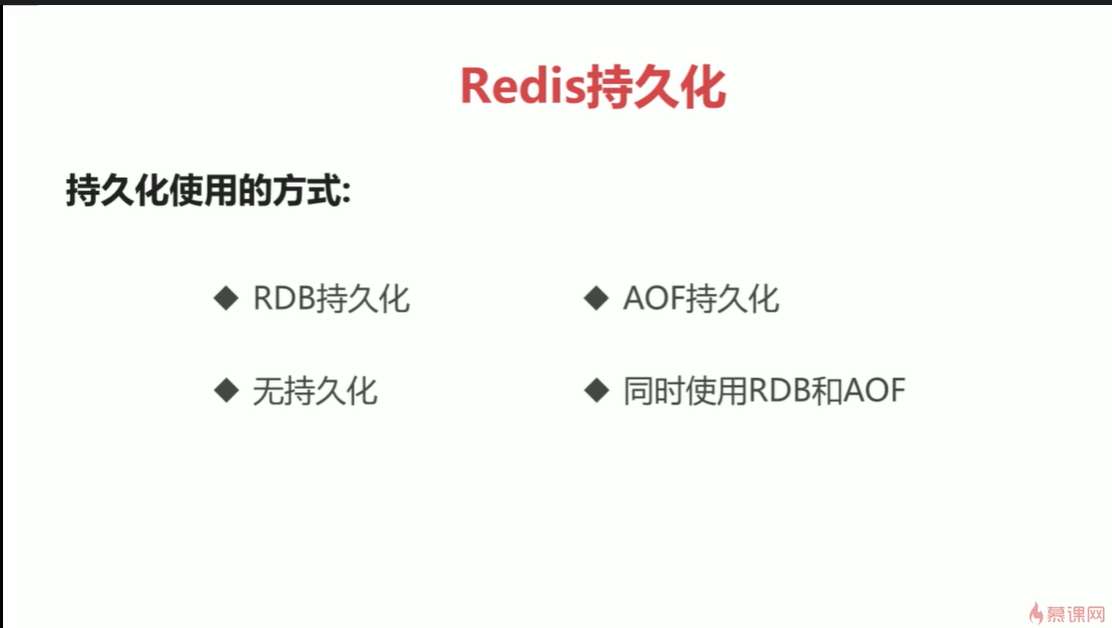 Redis持久化
持久化使用的方式:
◆ RDB持久化
◆ AOF持久化
◆ 无持久化
◆ 同时使用RDB和AOF
慕课网